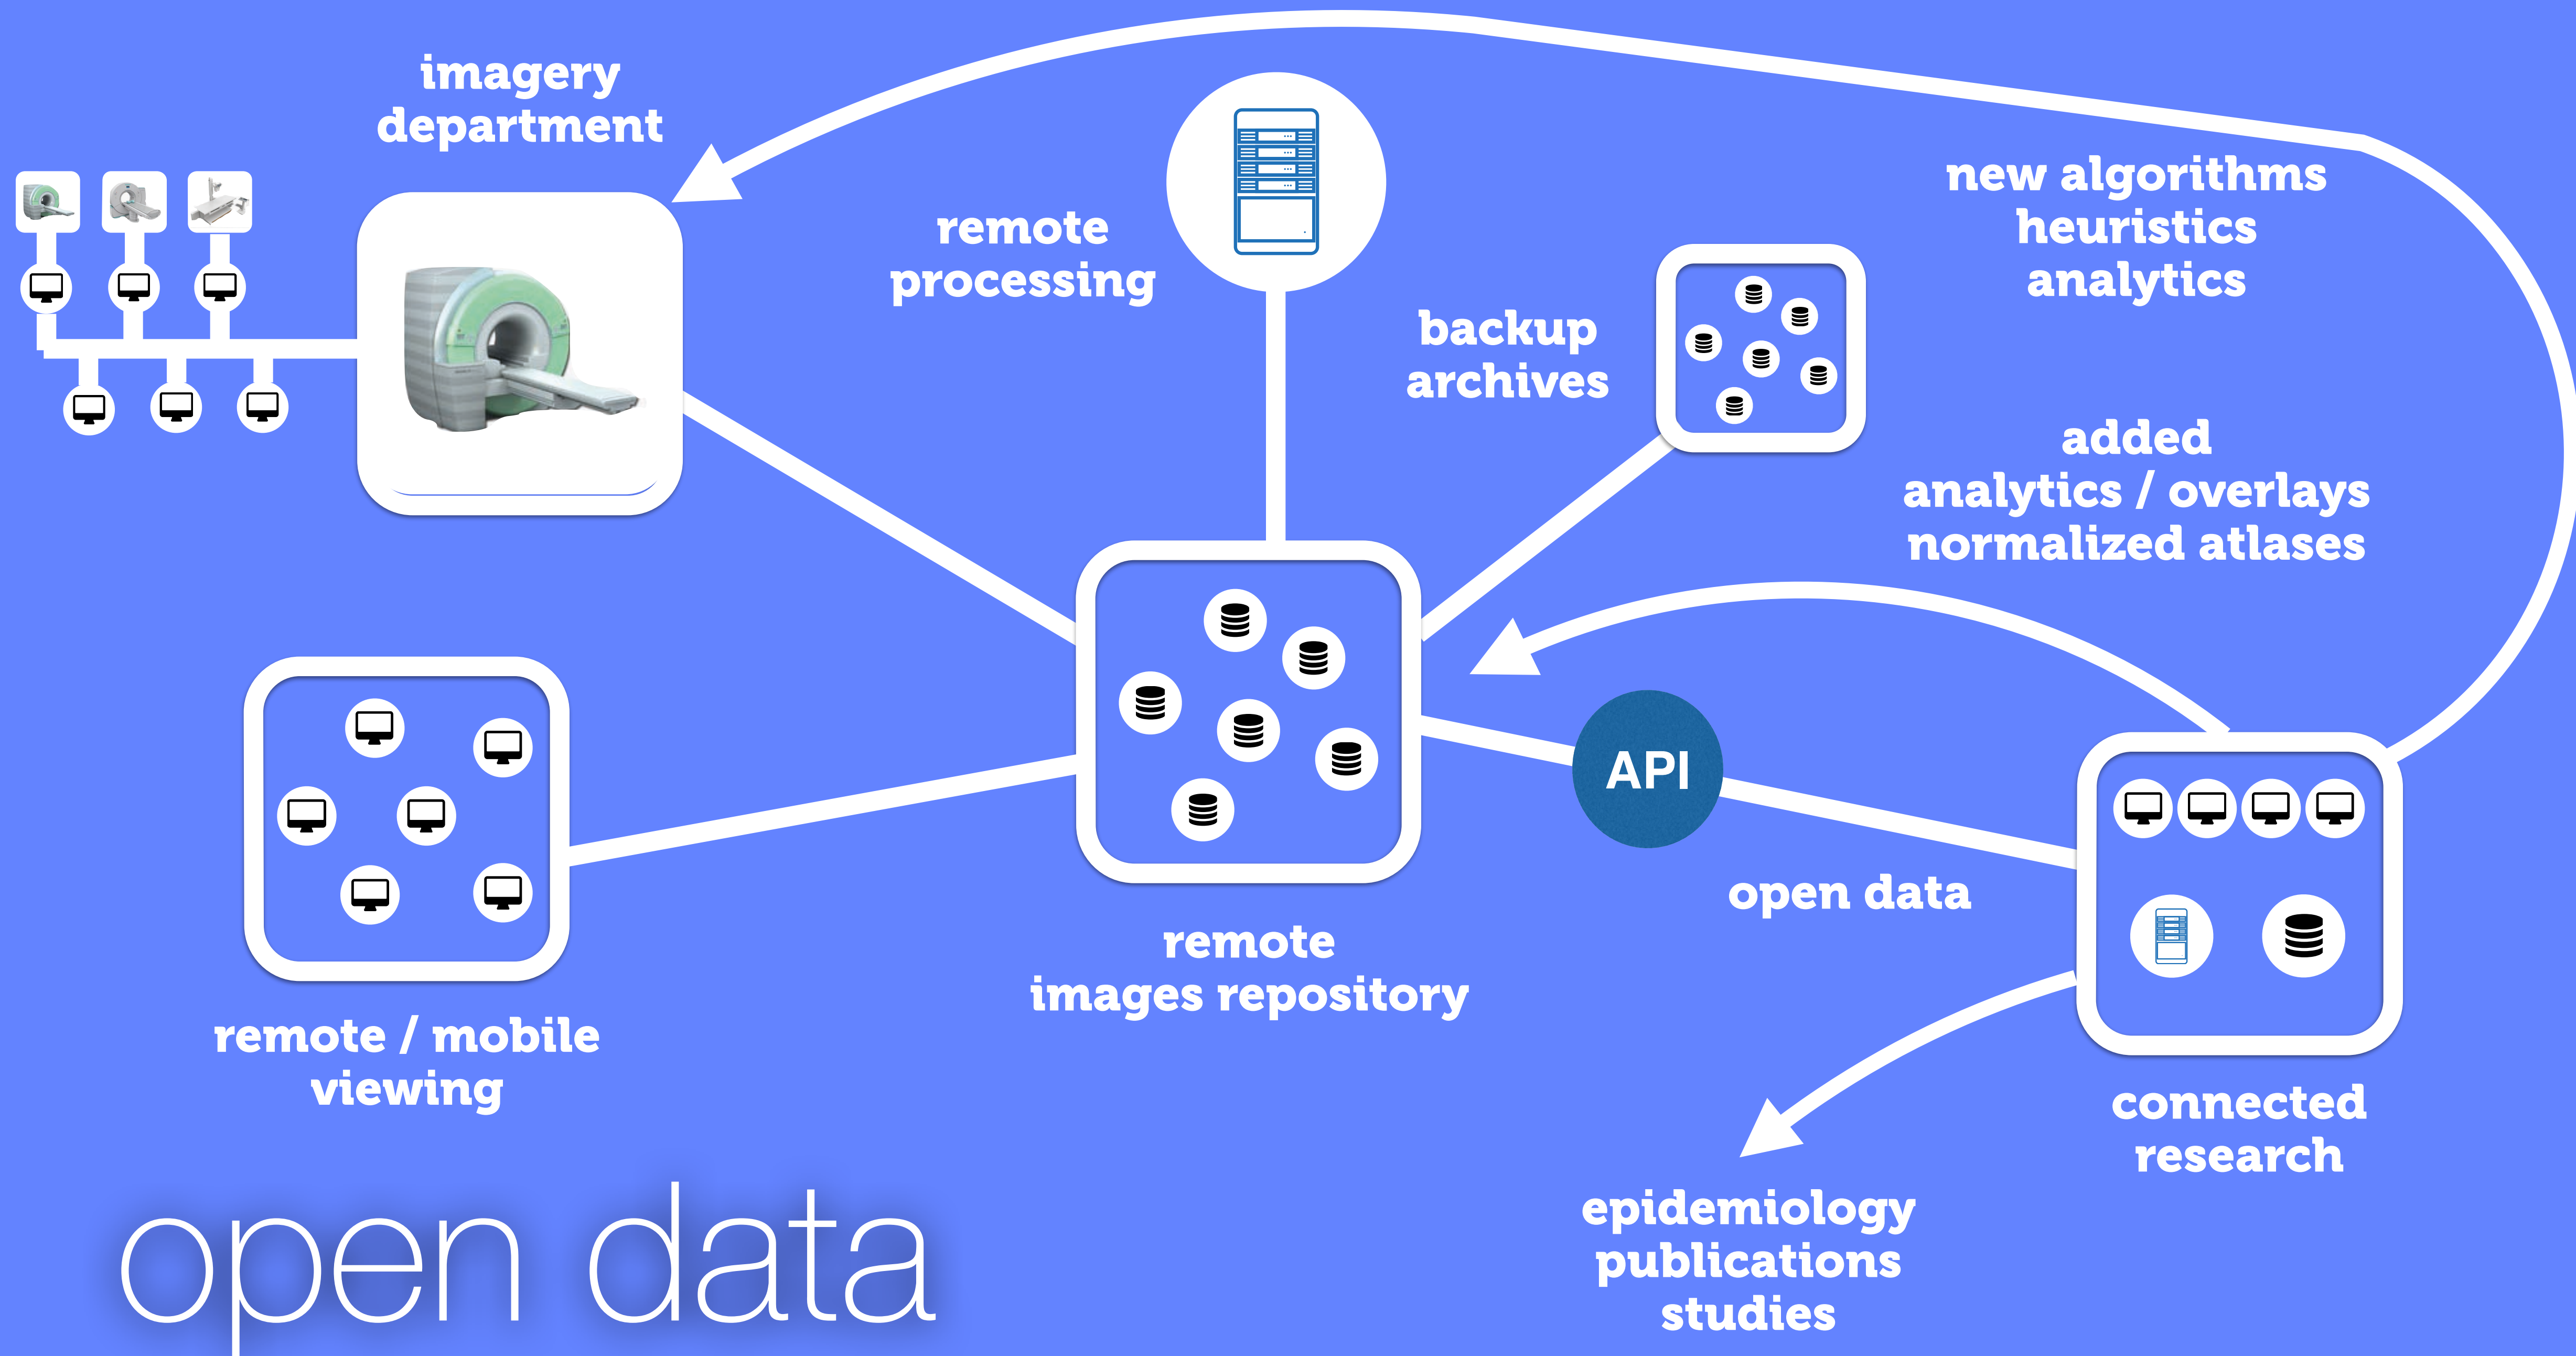 imagery
department
remote
processing
new algorithms
heuristics
analytics
backup
archives
added
analytics / overlays
normalized atlases
API
open data
remote
images repository
remote / mobile
viewing
connected
research
epidemiology
publications
studies
open data